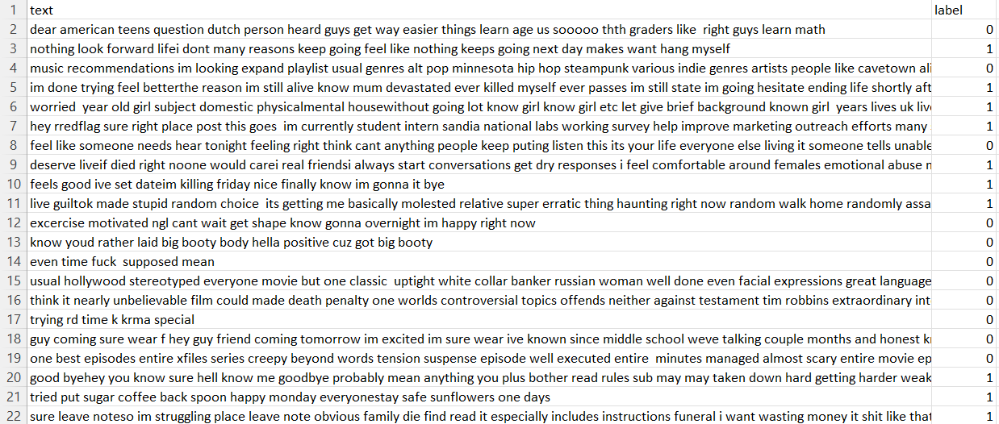 1 text label
2 dear american teens question dutch person heard guys get way easier things learn age us sooooo thth graders like  right guys learn math 0
3 nothing look forward lifei dont many reasons keep going feel like nothing keeps going next day makes want hang myself 1
4 music recommendations im looking expand playlist usual genres alt pop minnesota hip hop steampunk various indie genres artists people like cavetown ali 0
5 im done trying feel betterthe reason im still alive know mum devastated ever killed myself ever passes im still state im going hesitate ending life shortly aft 1
6 worried  year old girl subject domestic physicalmental housewithout going lot know girl know girl etc let give brief background known girl  years lives uk live 1
7 hey rredflag sure right place post this goes  im currently student intern sandia national labs working survey help improve marketing outreach efforts many 1
8 feel like someone needs hear tonight feeling right think cant anything people keep puting listen this its your life everyone else living it someone tells unable 0
9 deserve liveif died right noone would carei real friendsi always start conversations get dry responses i feel comfortable around females emotional abuse 1
10 feels good ive set dateim killing friday nice finally know im gonna it bye 1
11 live guiltok made stupid random choice  its getting me basically molested relative super erratic thing haunting right now random walk home randomly assa 1
12 excercise motivated ngl cant wait get shape know gonna overnight im happy right now 0
13 know youd rather laid big booty body hella positive cuz got big booty 0
14 even time fuck  supposed mean 0
15 usual hollywood stereotyped everyone movie but one classic  uptight white collar banker russian woman well done even facial expressions great language 0
16 think it nearly unbelievable film could made death penalty one worlds controversial topics offends neither against testament tim robbins extraordinary int 0
17 trying rd time k krma special 0
18 guy coming sure wear f hey guy friend coming tomorrow im excited im sure wear ive known since middle school weve talking couple months and honest 0
19 one best episodes entire xfiles series creepy beyond words tension suspense episode well executed entire  minutes managed almost scary entire movie ep 0
20 good byehey you know sure hell know me goodbye probably mean anything you plus bother read rules sub may may taken down hard getting harder weak 1
21 tried put sugar coffee back spoon happy monday everyonestay safe sunflowers one days 1
22 sure leave noteso im struggling place leave note obvious family die find read it especially includes instructions funeral i want wasting money it shit like that 1